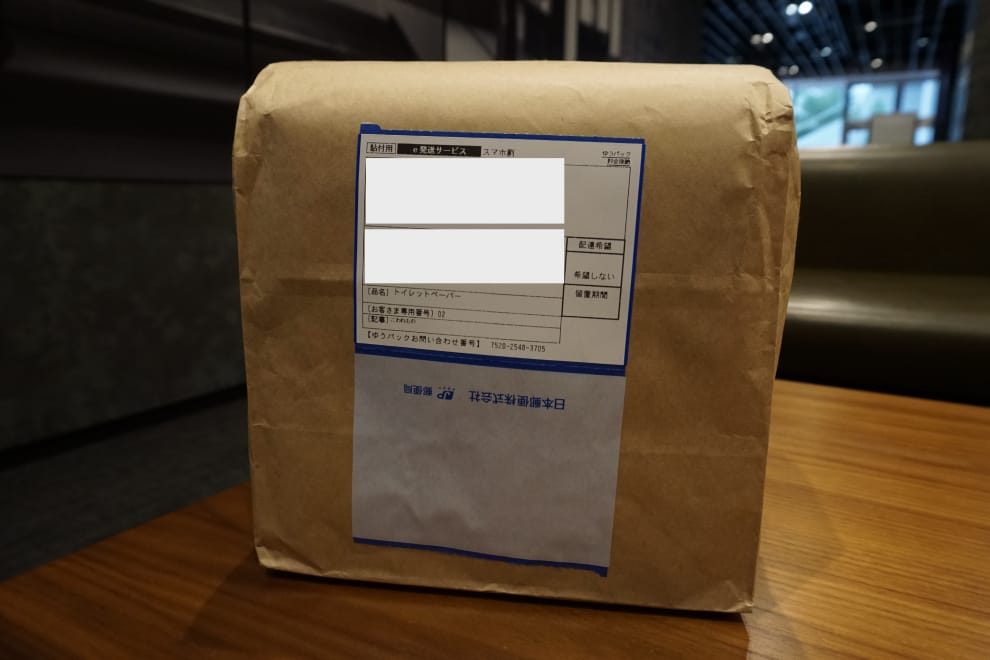 貼付用 e発送サービス スマホ割
ゆうパック
配達希望
希望しない
留置期間
[品名] トイレットペーパー
[お客さま専用番号] 02
[記事] こわれもの
【ゆうパックお問い合わせ番号】 7520-2548-3705
日本郵便株式会社 JP 郵便局